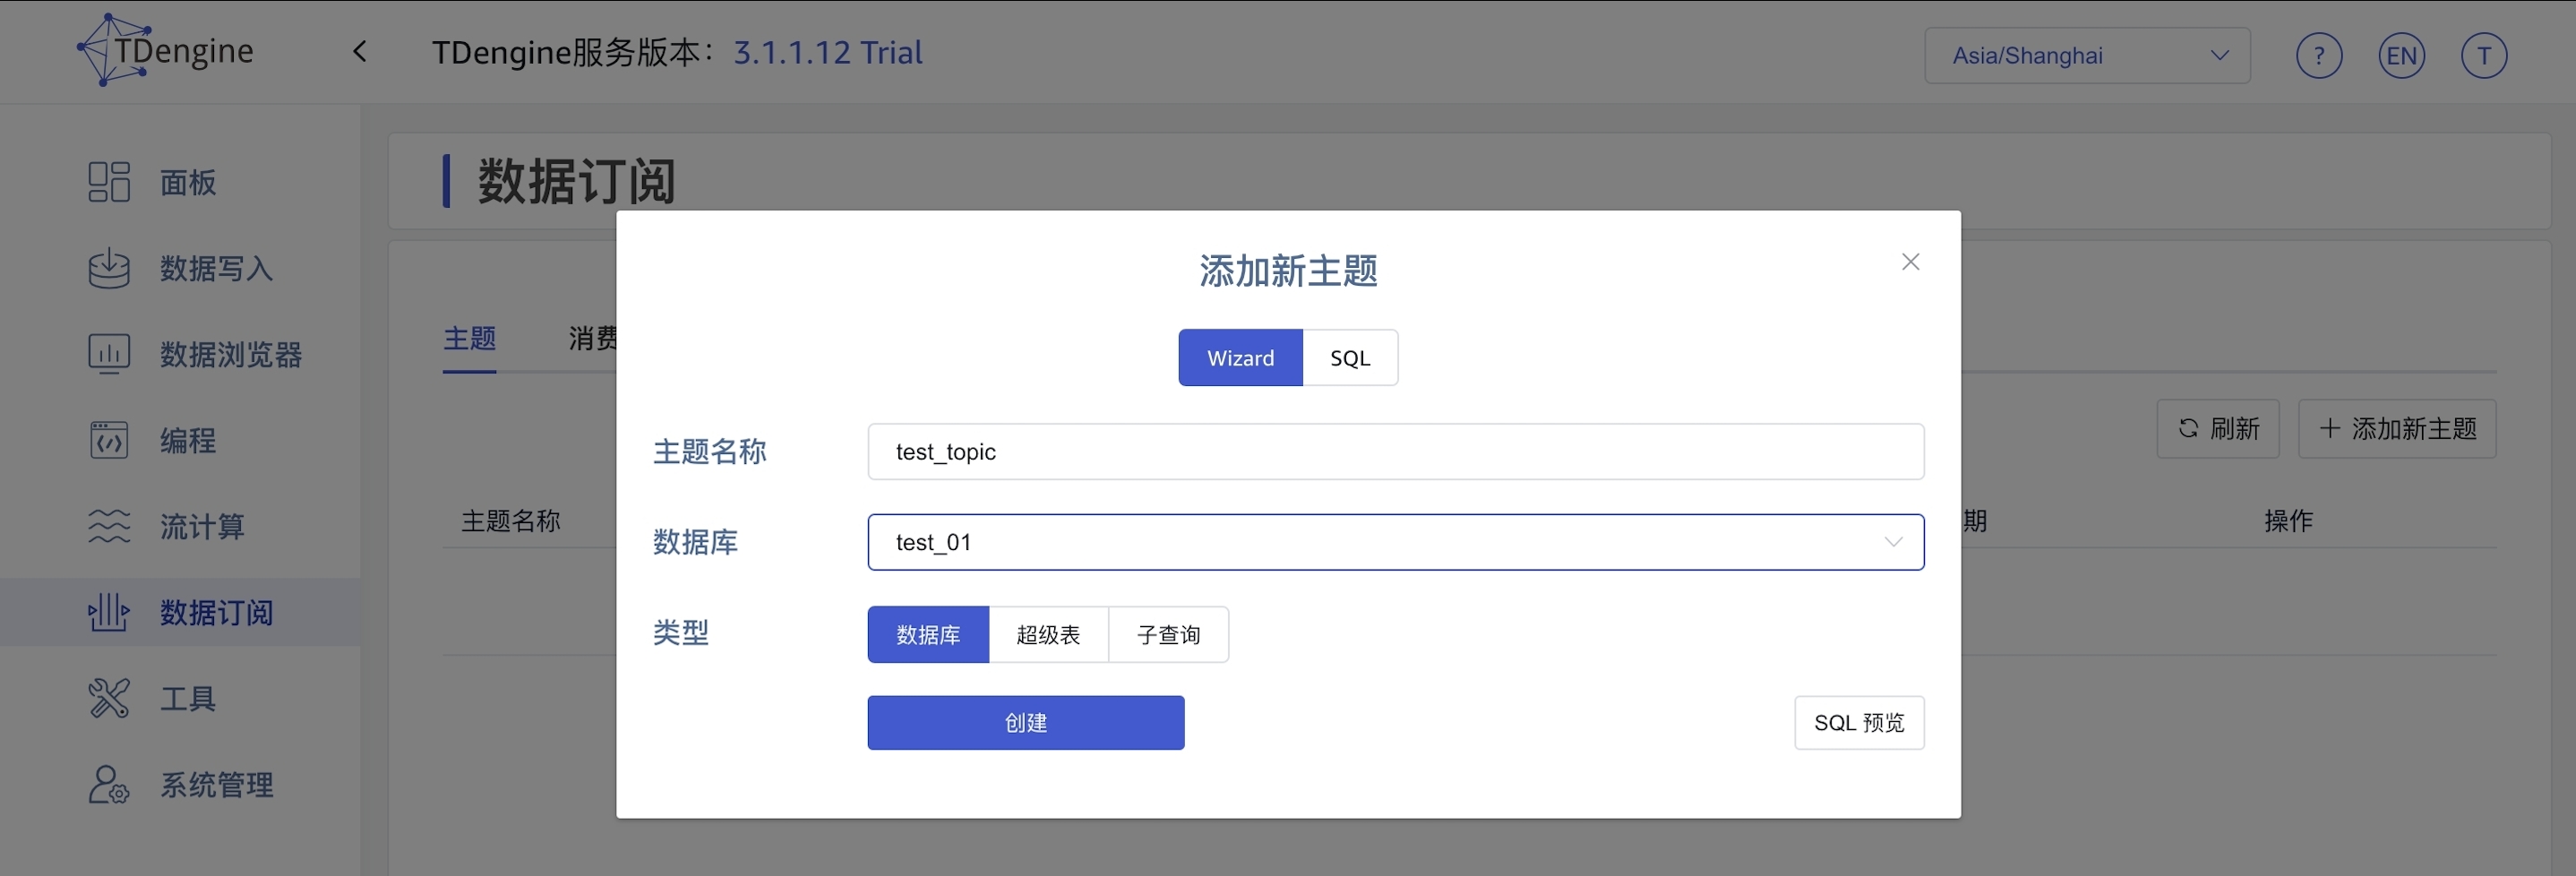 TDengine
TDengine服务版本：3.1.1.12 Trial
Asia/Shanghai
?
EN
T
面板
数据写入
数据浏览器
编程
流计算
数据订阅
工具
系统管理
数据订阅
主题
消费
刷新
添加新主题
主题名称
期
操作
添加新主题
Wizard
SQL
主题名称
test_topic
数据库
test_01
类型
数据库
超级表
子查询
创建
SQL 预览